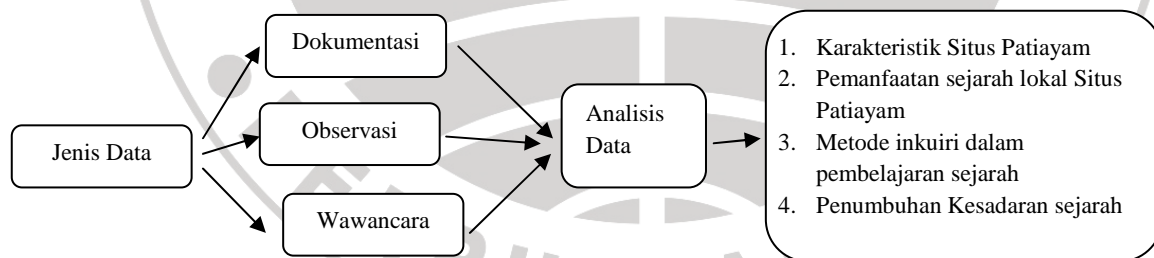 Jenis Data
Dokumentasi
Observasi
Wawancara
Analisis
Data
1. Karakteristik Situs Patiayam
2. Pemanfaatan sejarah lokal Situs
Patiayam
3. Metode inkuiri dalam
pembelajaran sejarah
4. Penumbuhan Kesadaran sejarah